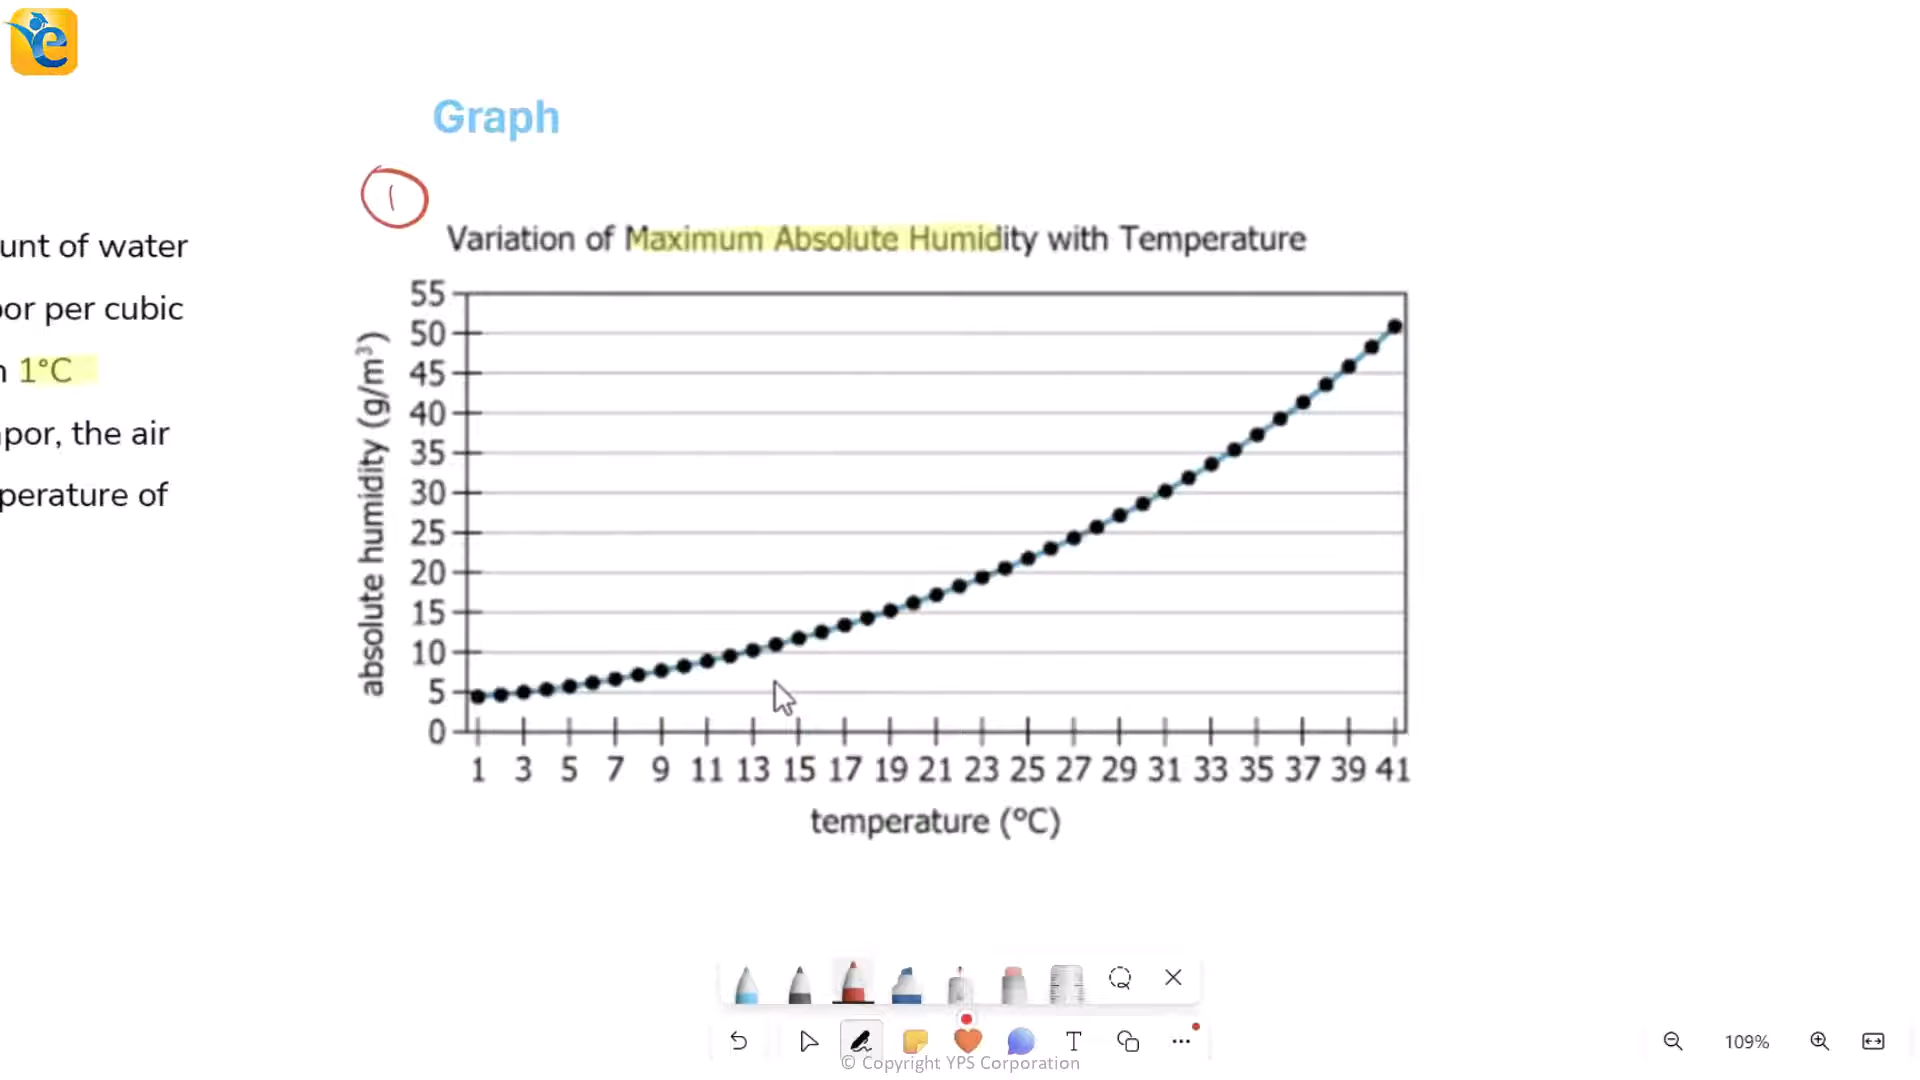 Graph
1
unt of water
or per cubic
1°C
por, the air
perature of
Variation of Maximum Absolute Humidity with Temperature
absolute humidity (g/m³)
55
50
45
40
35
30
25
20
15
10
5
0
1 3 5 7 9 11 13 15 17 19 21 23 25 27 29 31 33 35 37 39 41
temperature (°C)
109%
© Copyright YPS Corporation